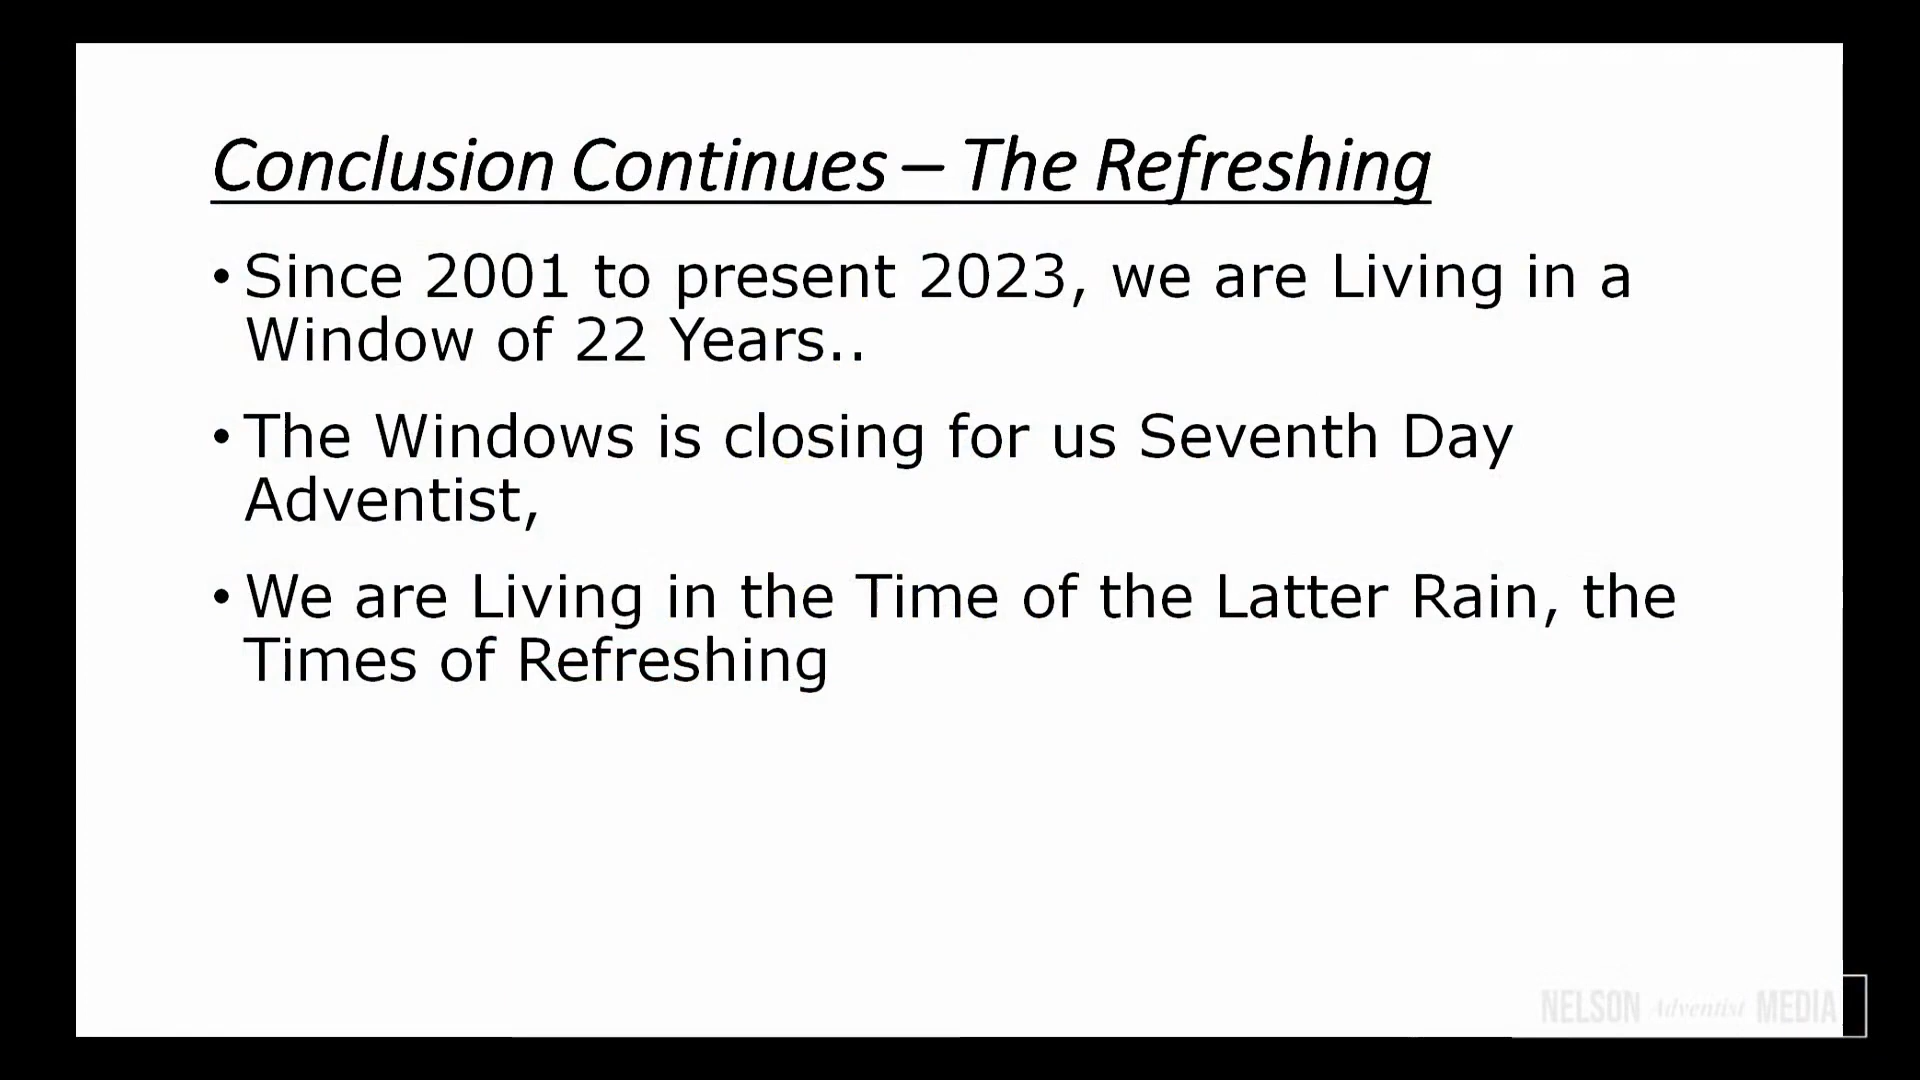 Conclusion Continues – The Refreshing
• Since 2001 to present 2023, we are Living in a
Window of 22 Years..
• The Windows is closing for us Seventh Day
Adventist,
• We are Living in the Time of the Latter Rain, the
Times of Refreshing
NELSON Adventist MEDIA